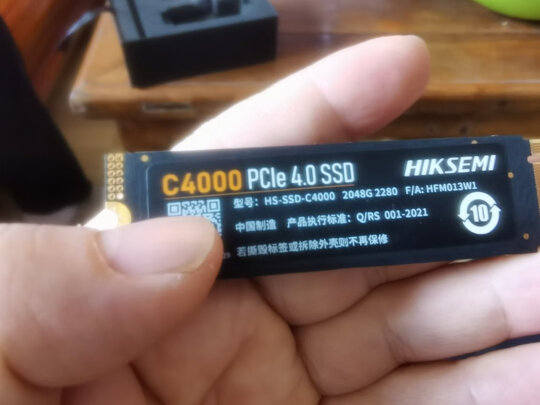 C4000 PCIe 4.0 SSD HIKSEMI
型号: HS-SSD-C4000 2048G 2280 F/A: HFM013W1
中国制造 产品执行标准: Q/RS 001-2021
10
若撕毁标签或拆除外壳则不再保修